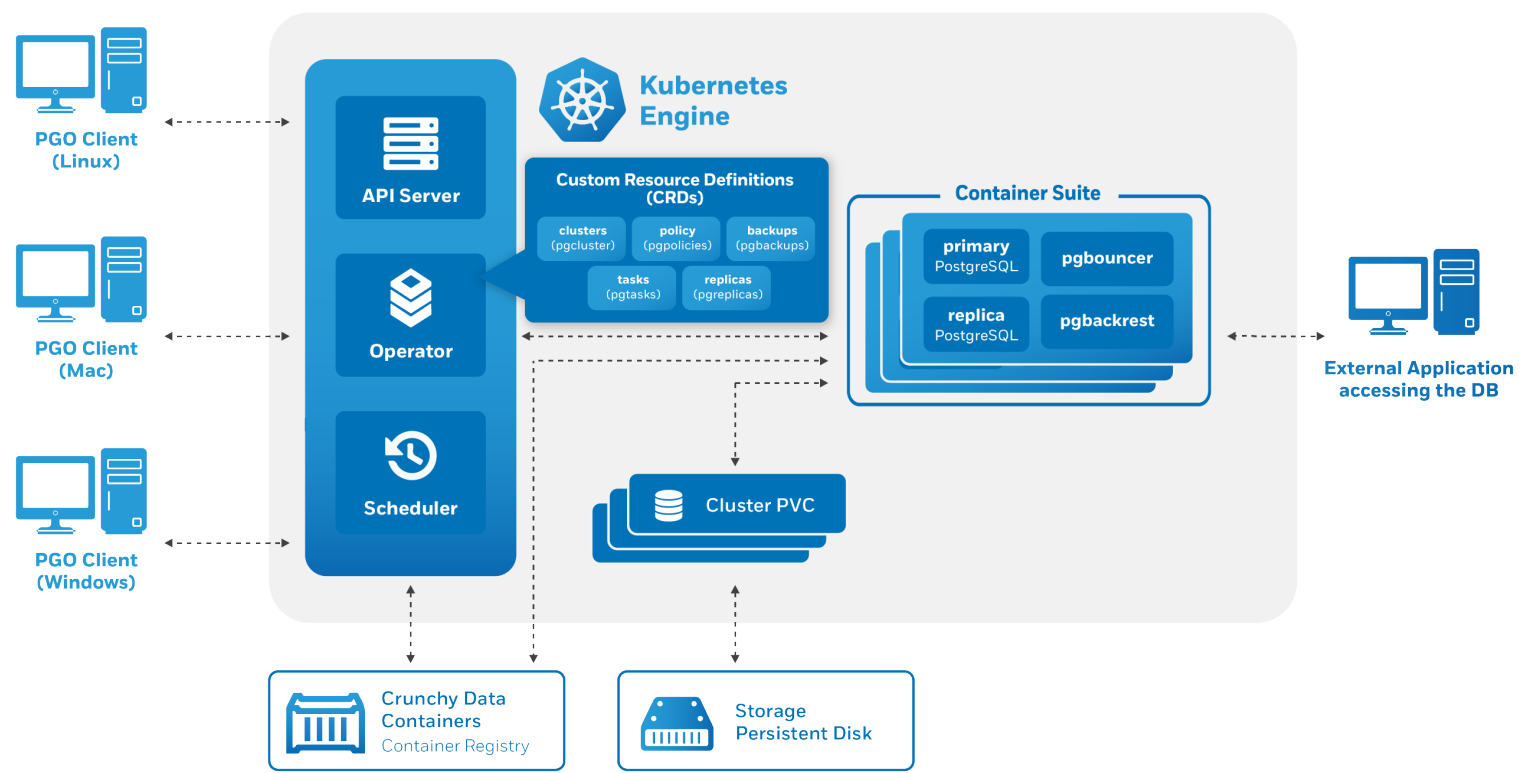 PGO Client
(Linux)
PGO Client
(Mac)
PGO Client
(Windows)
API Server
Operator
Scheduler
Kubernetes
Engine
Custom Resource Definitions
(CRDs)
clusters
(pgcluster)
policy
(pgpolicies)
backups
(pgbackups)
tasks
(pgtasks)
replicas
(pgreplicas)
Container Suite
primary
PostgreSQL
pgbouncer
replica
PostgreSQL
pgbackrest
Cluster PVC
External Application
accessing the DB
Crunchy Data
Containers
Container Registry
Storage
Persistent Disk